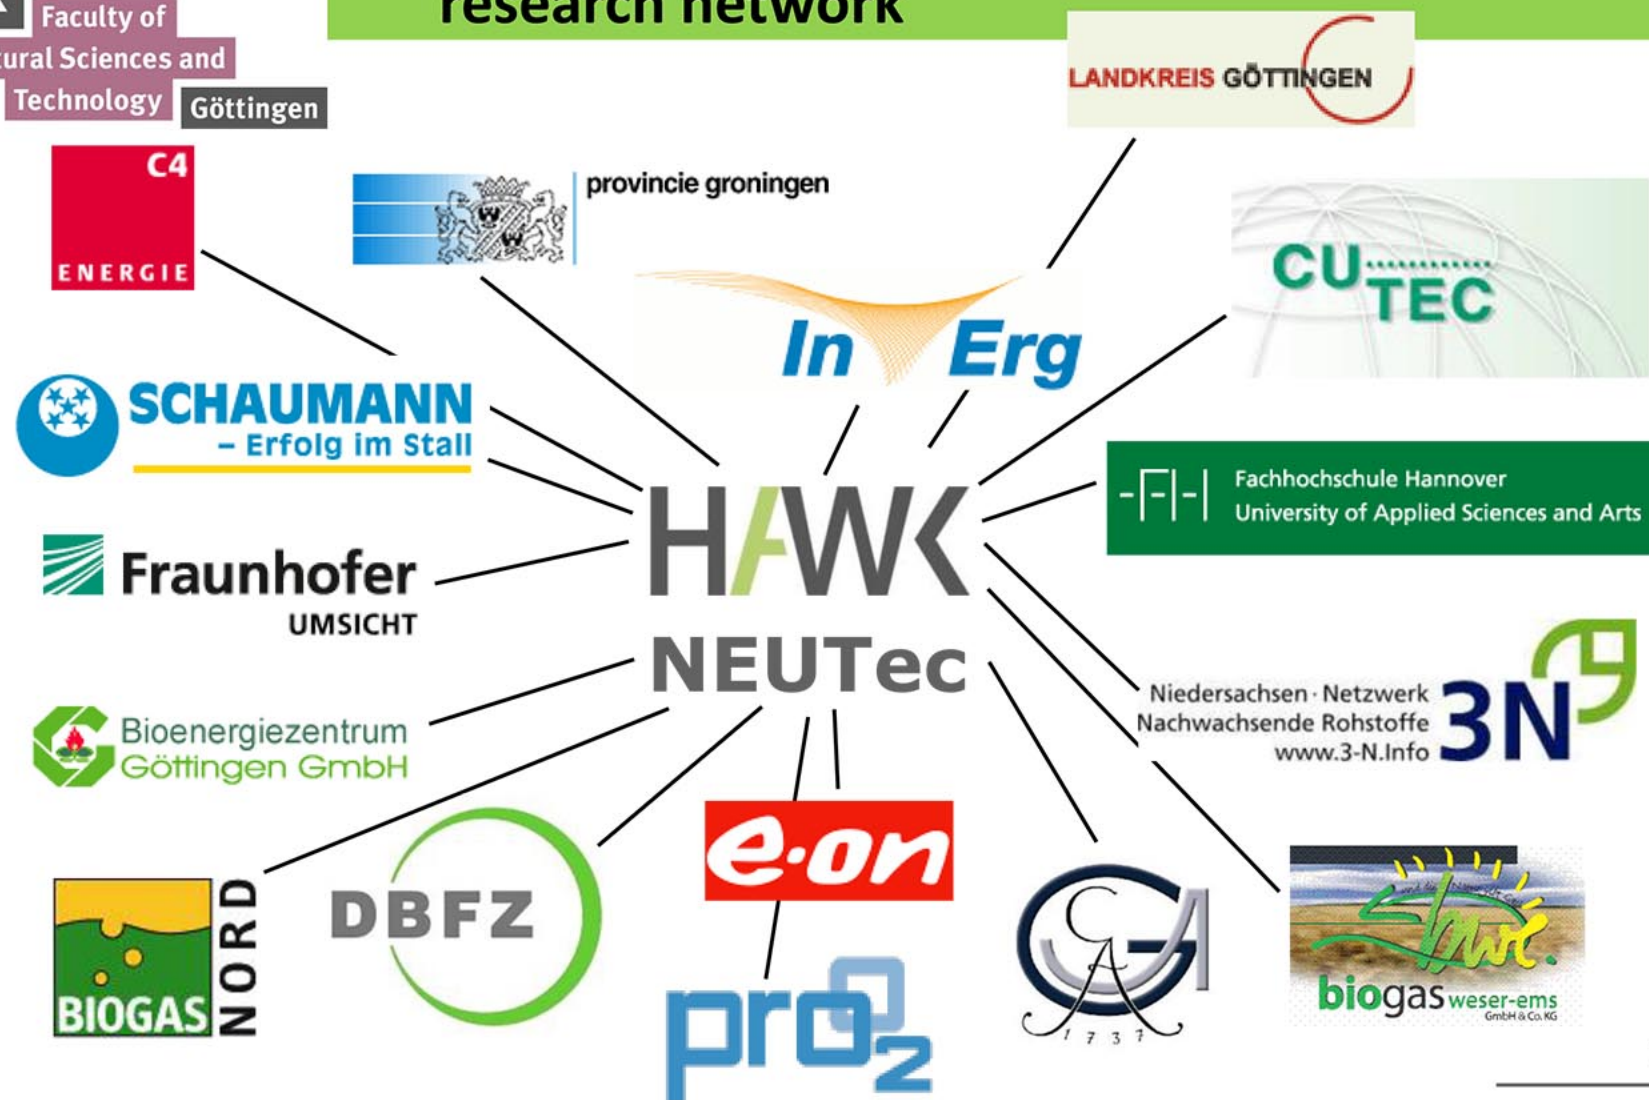 research network
Faculty of
ural Sciences and
Technology
Göttingen
LANDKREIS GÖTTINGEN
C4
ENERGIE
provincie groningen
CU
TEC
In Erg
SCHAUMANN
– Erfolg im Stall
Fachhochschule Hannover
University of Applied Sciences and Arts
HAWK
NEUTec
Fraunhofer
UMSICHT
Niedersachsen · Netzwerk
Nachwachsende Rohstoffe
www.3-N.Info
3N
Bioenergiezentrum
Göttingen GmbH
e·on
DBFZ
BIOGAS
NORD
pro2
GA
1737
bwe.
biogas weser-ems
GmbH & Co. KG